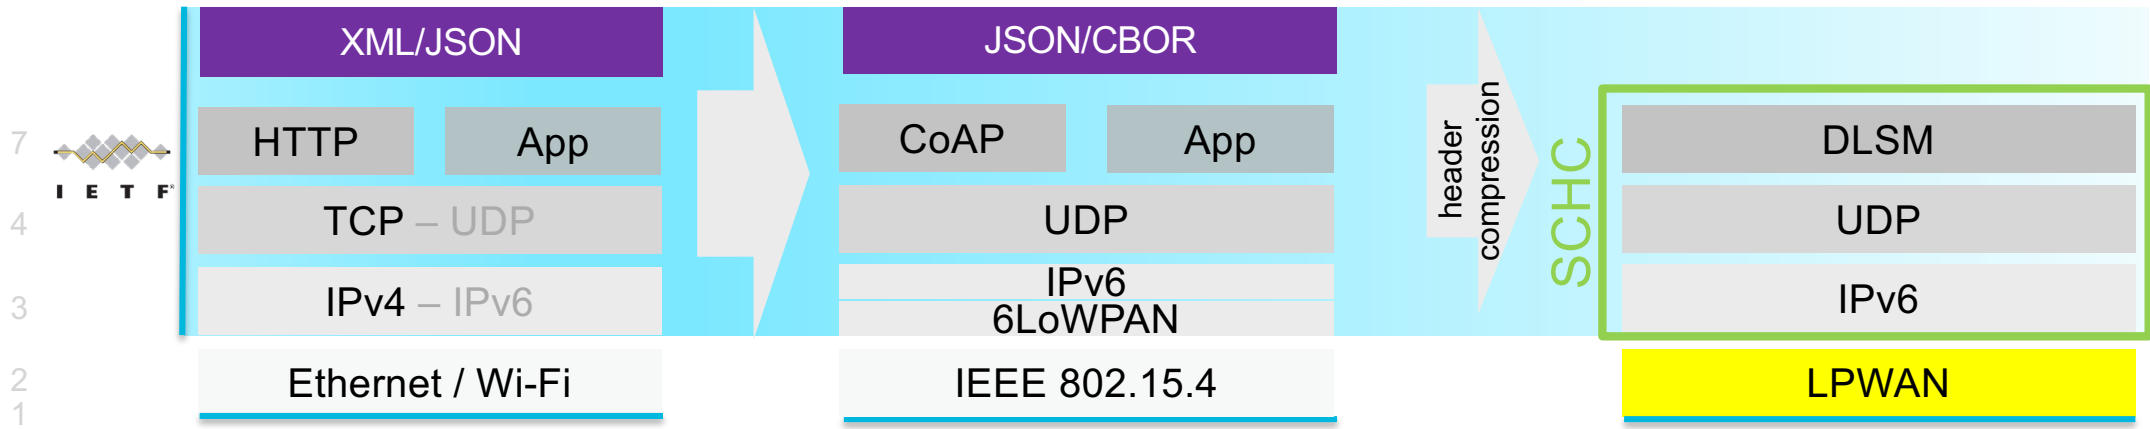 XML/JSON
JSON/CBOR
7
HTTP
App
CoAP
App
header
compression
SCHC
DLSM
IETF®
4
TCP – UDP
UDP
UDP
3
IPv4 – IPv6
IPv6
6LoWPAN
IPv6
2
Ethernet / Wi-Fi
IEEE 802.15.4
LPWAN
1